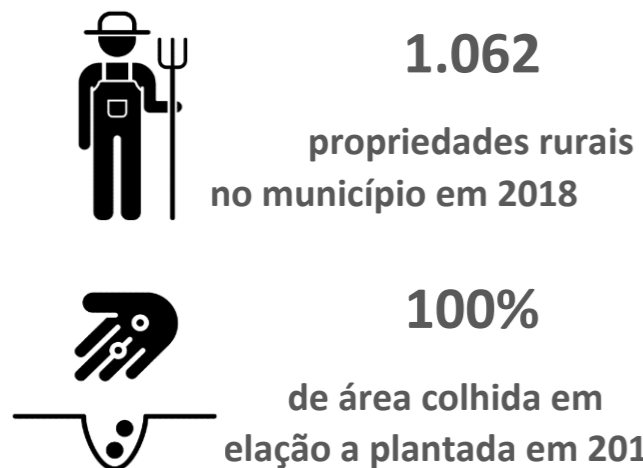 1.062
propriedades rurais
no município em 2018
100%
de área colhida em
elação a plantada em 201